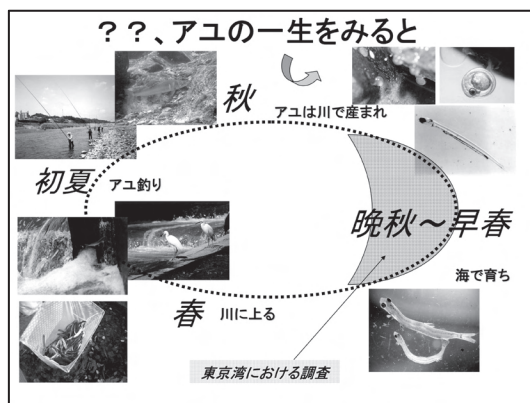 ??、アユの一生をみると
秋
アユは川で産まれ
初夏 アユ釣り
晩秋～早春
海で育ち
春 川に上る
東京湾における調査